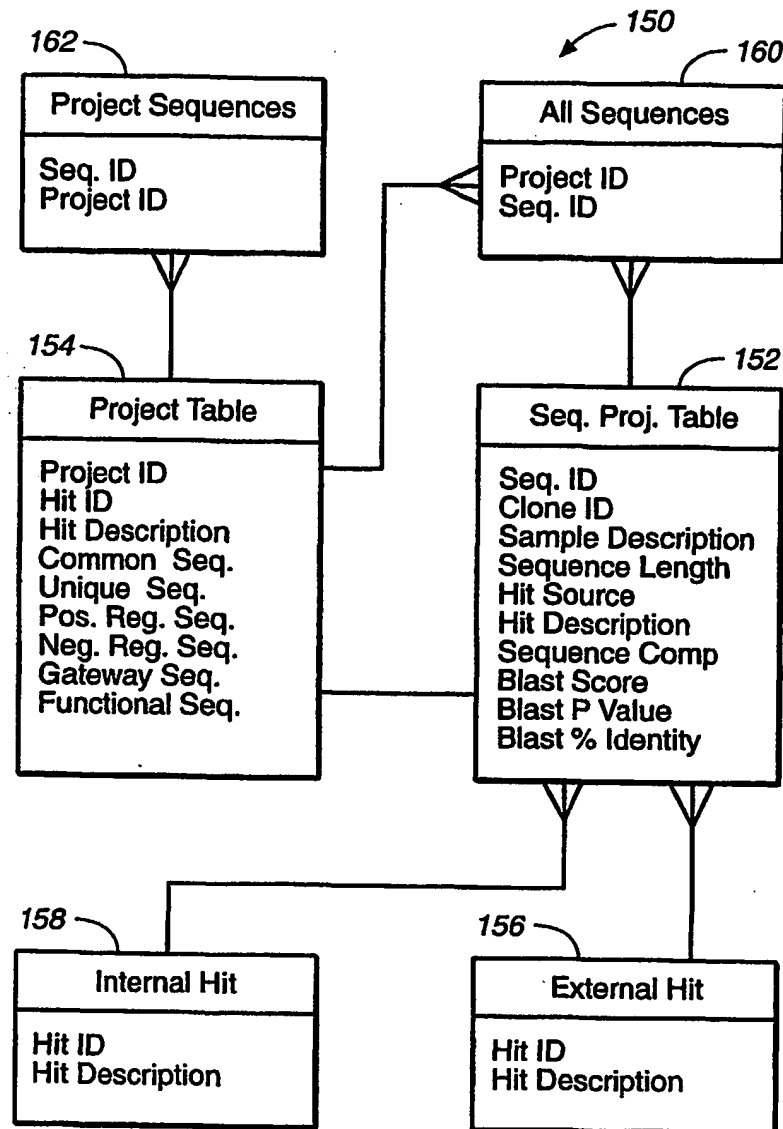 150
162
Project Sequences
Seq. ID
Project ID
160
All Sequences
Project ID
Seq. ID
154
Project Table
Project ID
Hit ID
Hit Description
Common Seq.
Unique Seq.
Pos. Reg. Seq.
Neg. Reg. Seq.
Gateway Seq.
Functional Seq.
152
Seq. Proj. Table
Seq. ID
Clone ID
Sample Description
Sequence Length
Hit Source
Hit Description
Sequence Comp
Blast Score
Blast P Value
Blast % Identity
158
Internal Hit
Hit ID
Hit Description
156
External Hit
Hit ID
Hit Description